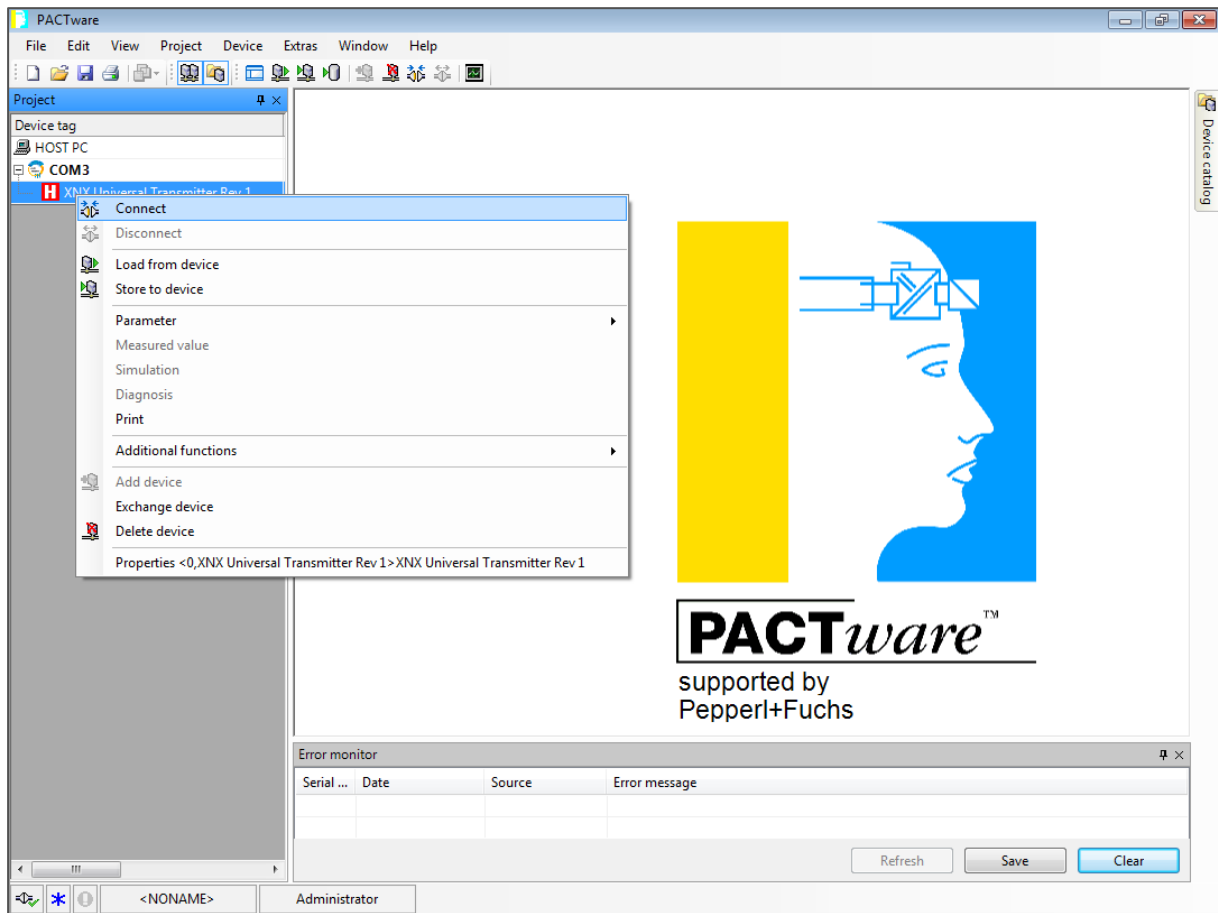 PACTware
File Edit View Project Device Extras Window Help
Project
Device tag
HOST PC
COM3
H XNX Universal Transmitter Rev 1
Connect
Disconnect
Load from device
Store to device
Parameter
Measured value
Simulation
Diagnosis
Print
Additional functions
Add device
Exchange device
Delete device
Properties <0,XNX Universal Transmitter Rev 1>XNX Universal Transmitter Rev 1
Device catalog
PACTware™
supported by
Pepperl+Fuchs
Error monitor
Serial ... Date Source Error message
Refresh Save Clear
<NONAME> Administrator